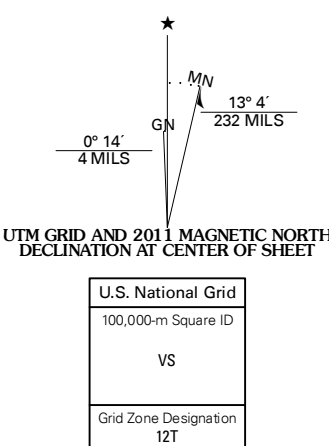 MN
GN
13° 4´
232 MILS
0° 14´
4 MILS
UTM GRID AND 2011 MAGNETIC NORTH
DECLINATION AT CENTER OF SHEET
U.S. National Grid
100,000-m Square ID
VS
Grid Zone Designation
12T